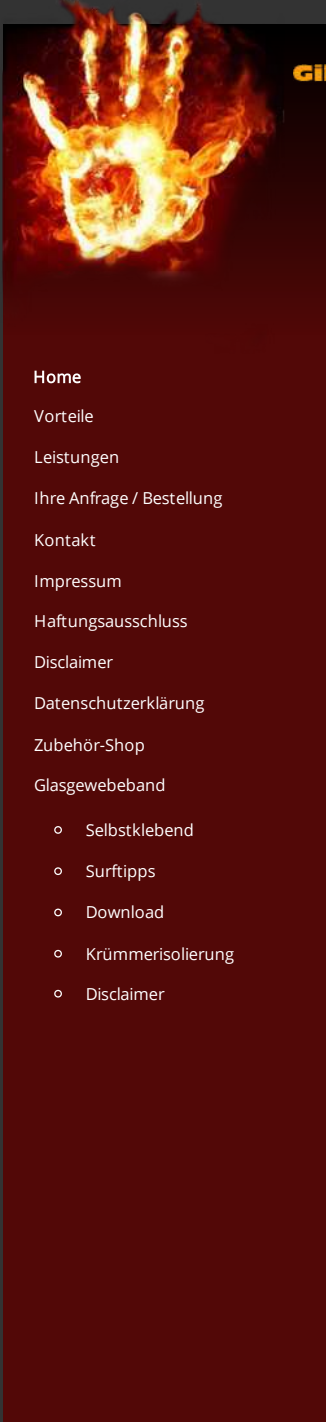 Gi
Home
Vorteile
Leistungen
Ihre Anfrage / Bestellung
Kontakt
Impressum
Haftungsausschluss
Disclaimer
Datenschutzerklärung
Zubehör-Shop
Glasgewebeband
Selbstklebend
Surftipps
Download
Krümmerisolierung
Disclaimer